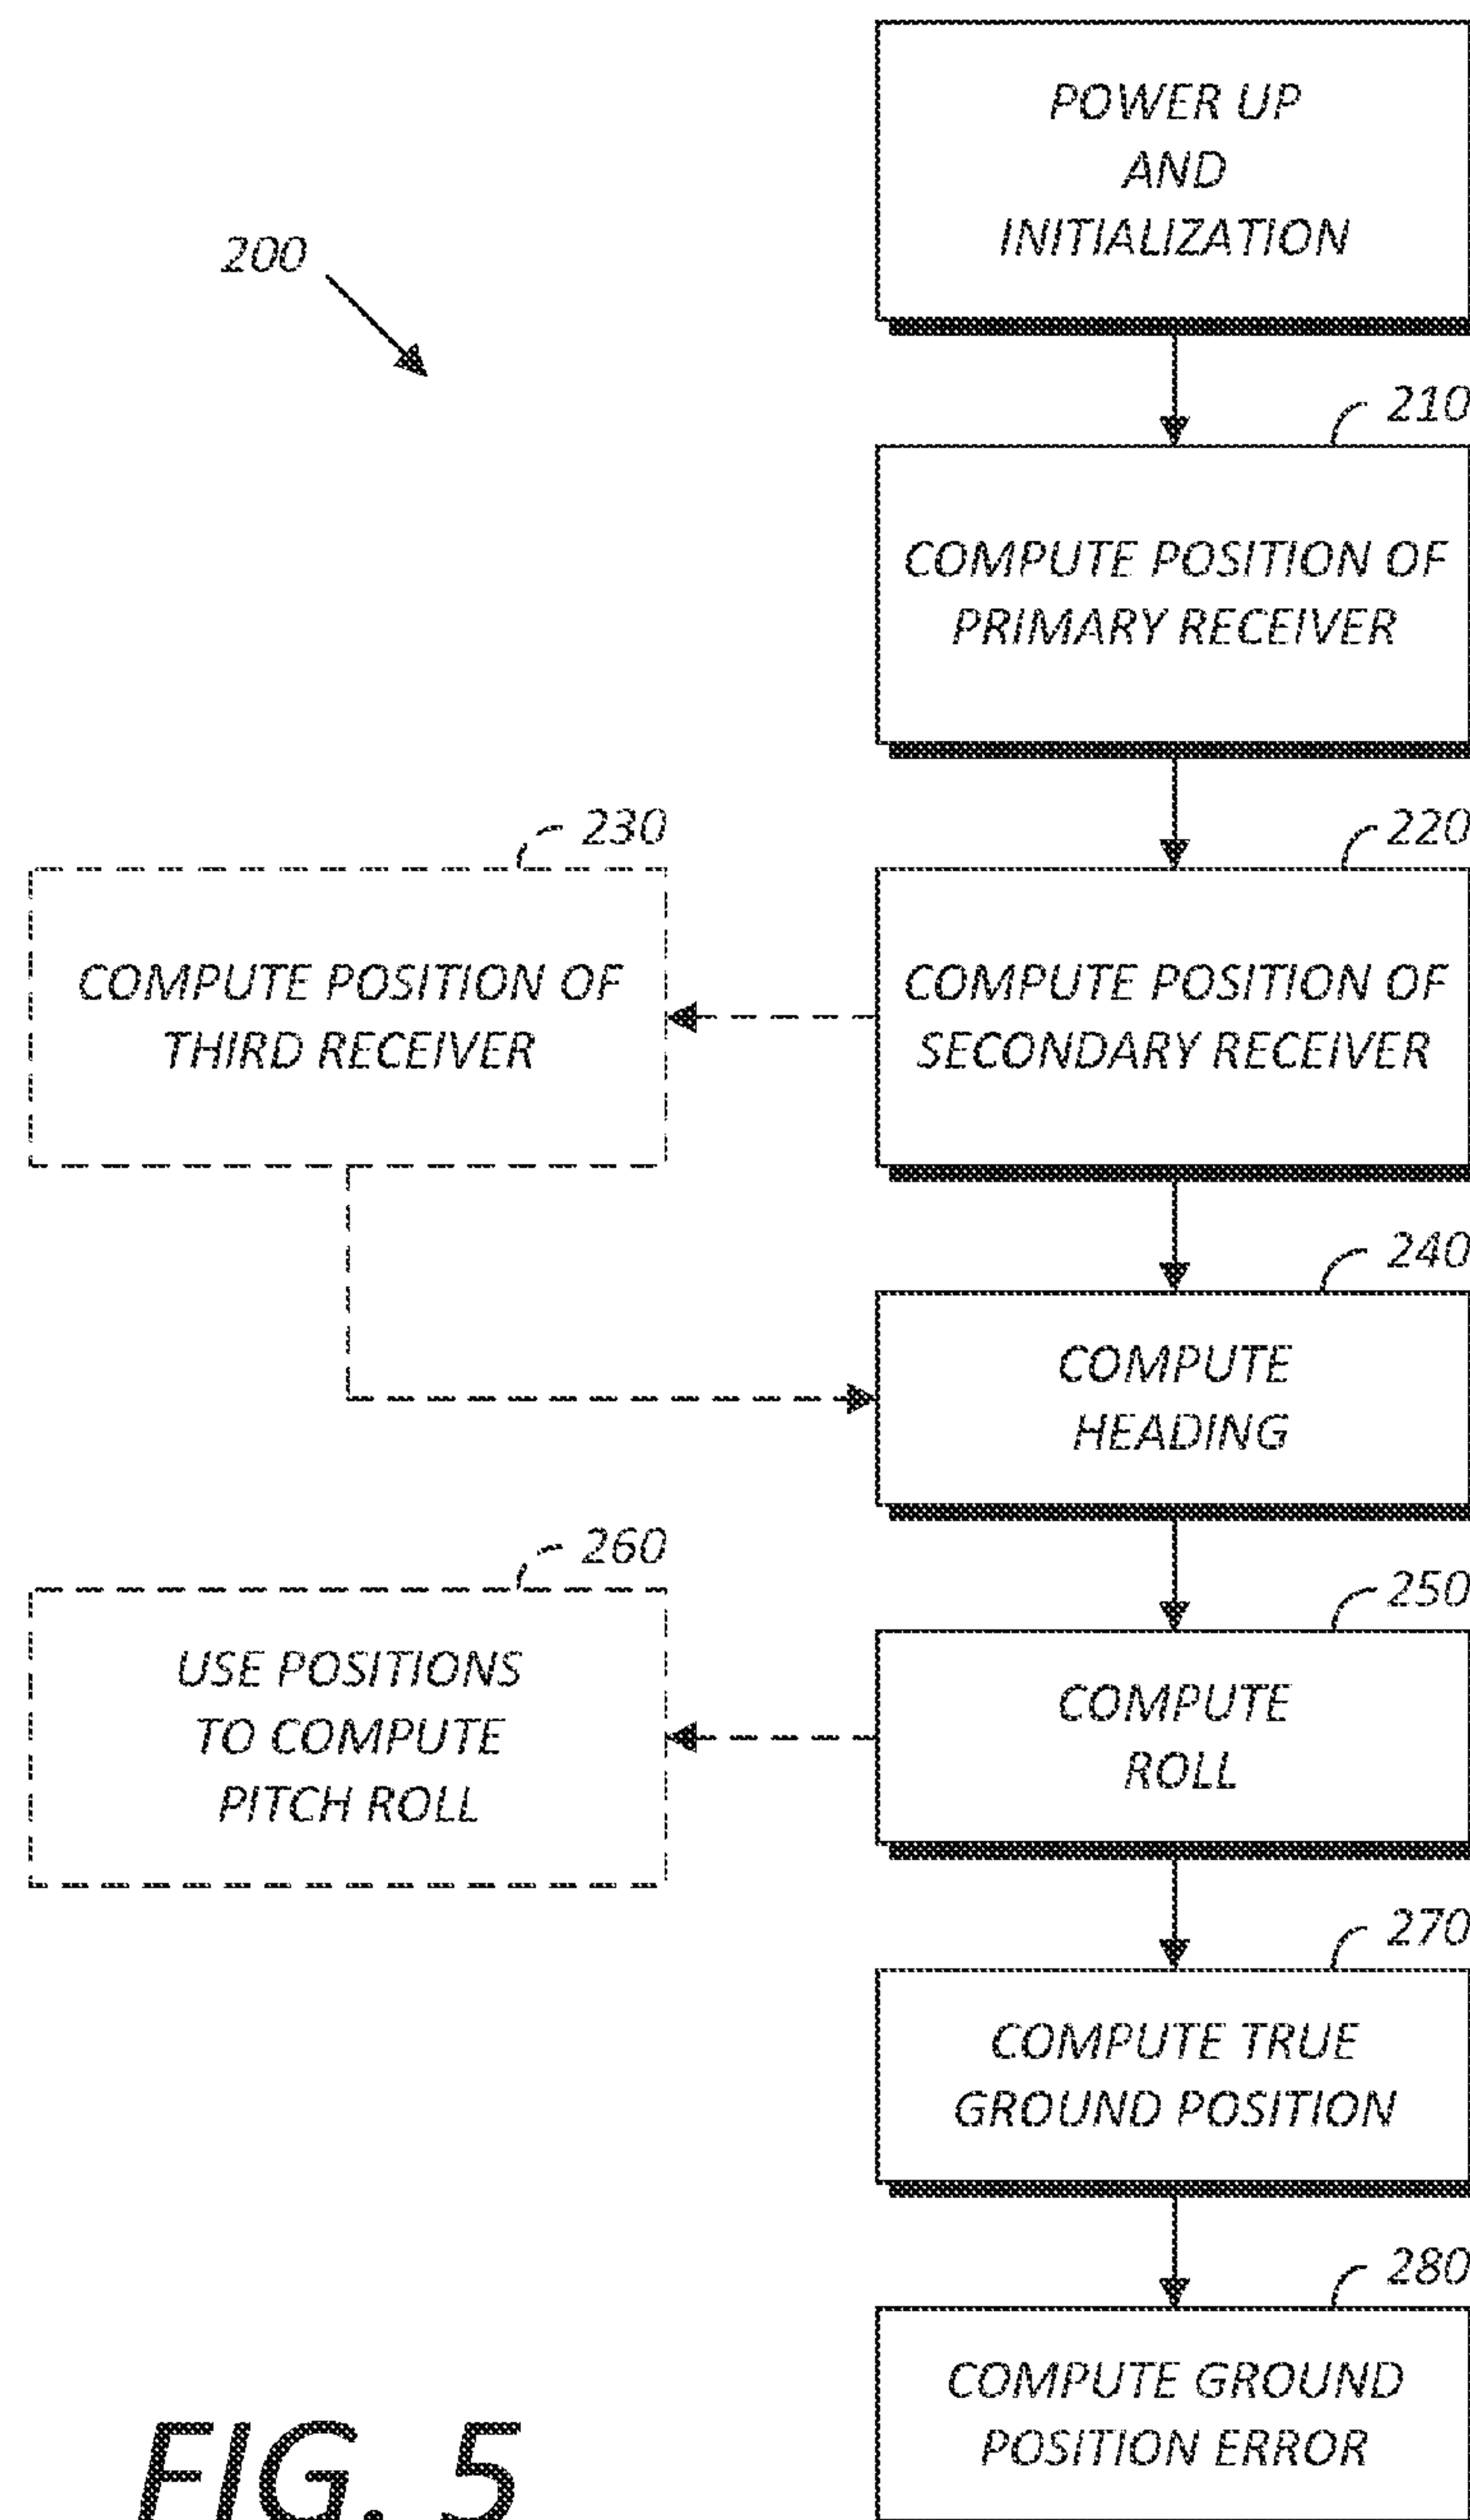 POWER UP
AND
INITIALIZATION
200
210
COMPUTE POSITION OF
PRIMARY RECEIVER
230
220
COMPUTE POSITION OF
THIRD RECEIVER
COMPUTE POSITION OF
SECONDARY RECEIVER
240
COMPUTE
HEADING
260
250
USE POSITIONS
TO COMPUTE
PITCH ROLL
COMPUTE
ROLL
270
COMPUTE TRUE
GROUND POSITION
280
COMPUTE GROUND
POSITION ERROR
FIG. 5